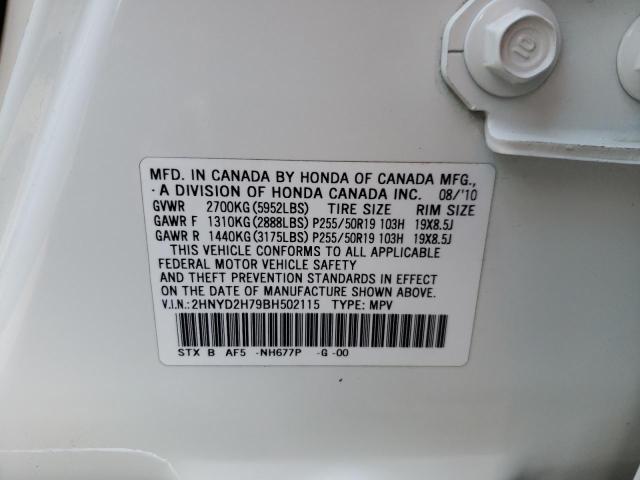 10
MFD. IN CANADA BY HONDA OF CANADA MFG.,
A DIVISION OF HONDA CANADA INC. 08/'10
GVWR 2700KG(5952LBS) TIRE SIZE RIM SIZE
GAWR F 1310KG(2888LBS) P255/50R19 103H 19X8.5J
GAWR R 1440KG(3175LBS) P255/50R19 103H 19X8.5J
THIS VEHICLE CONFORMS TO ALL APPLICABLE
FEDERAL MOTOR VEHICLE SAFETY
AND THEFT PREVENTION STANDARDS IN EFFECT
ON THE DATE OF MANUFACTURE SHOWN ABOVE.
V.I.N.: 2HNYD2H79BH502115 TYPE: MPV
STX B AF5 -NH677P -G -00